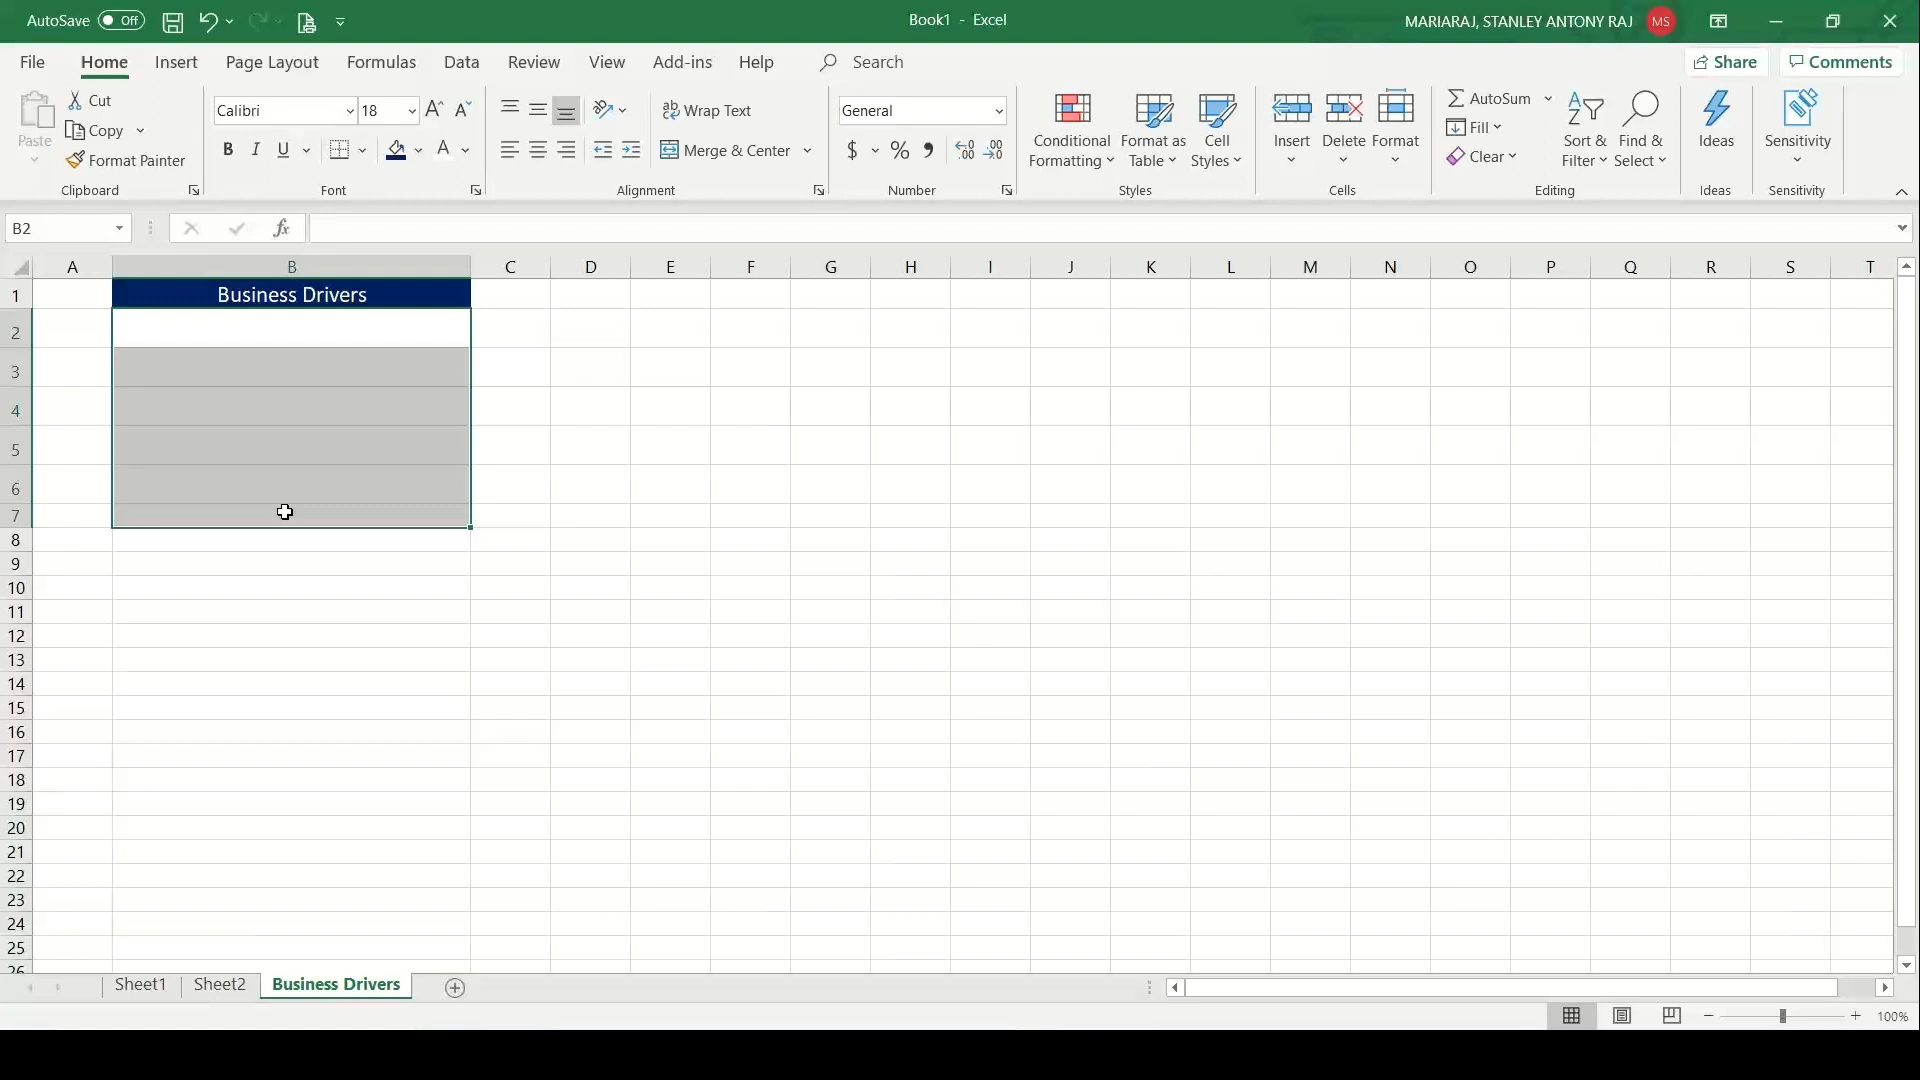 AutoSave Off Book1 - Excel MARIARAJ, STANLEY ANTONY RAJ MS
File Home Insert Page Layout Formulas Data Review View Add-ins Help Search Share Comments
Paste
Cut
Copy
Format Painter
Clipboard
Calibri 18
B I U A
Font
Wrap Text
Merge & Center
Alignment
General
$ % 9
Number
Conditional Formatting
Format as Table
Cell Styles
Styles
Insert Delete Format
Cells
AutoSum
Fill
Clear
Sort & Filter
Find & Select
Editing
Ideas
Ideas
Sensitivity
Sensitivity
B2 fx
A B C D E F G H I J K L M N O P Q R S T
1 Business Drivers
2
3
4
5
6
7
8
9
10
11
12
13
14
15
16
17
18
19
20
21
22
23
24
25
26
Sheet1 Sheet2 Business Drivers
100%